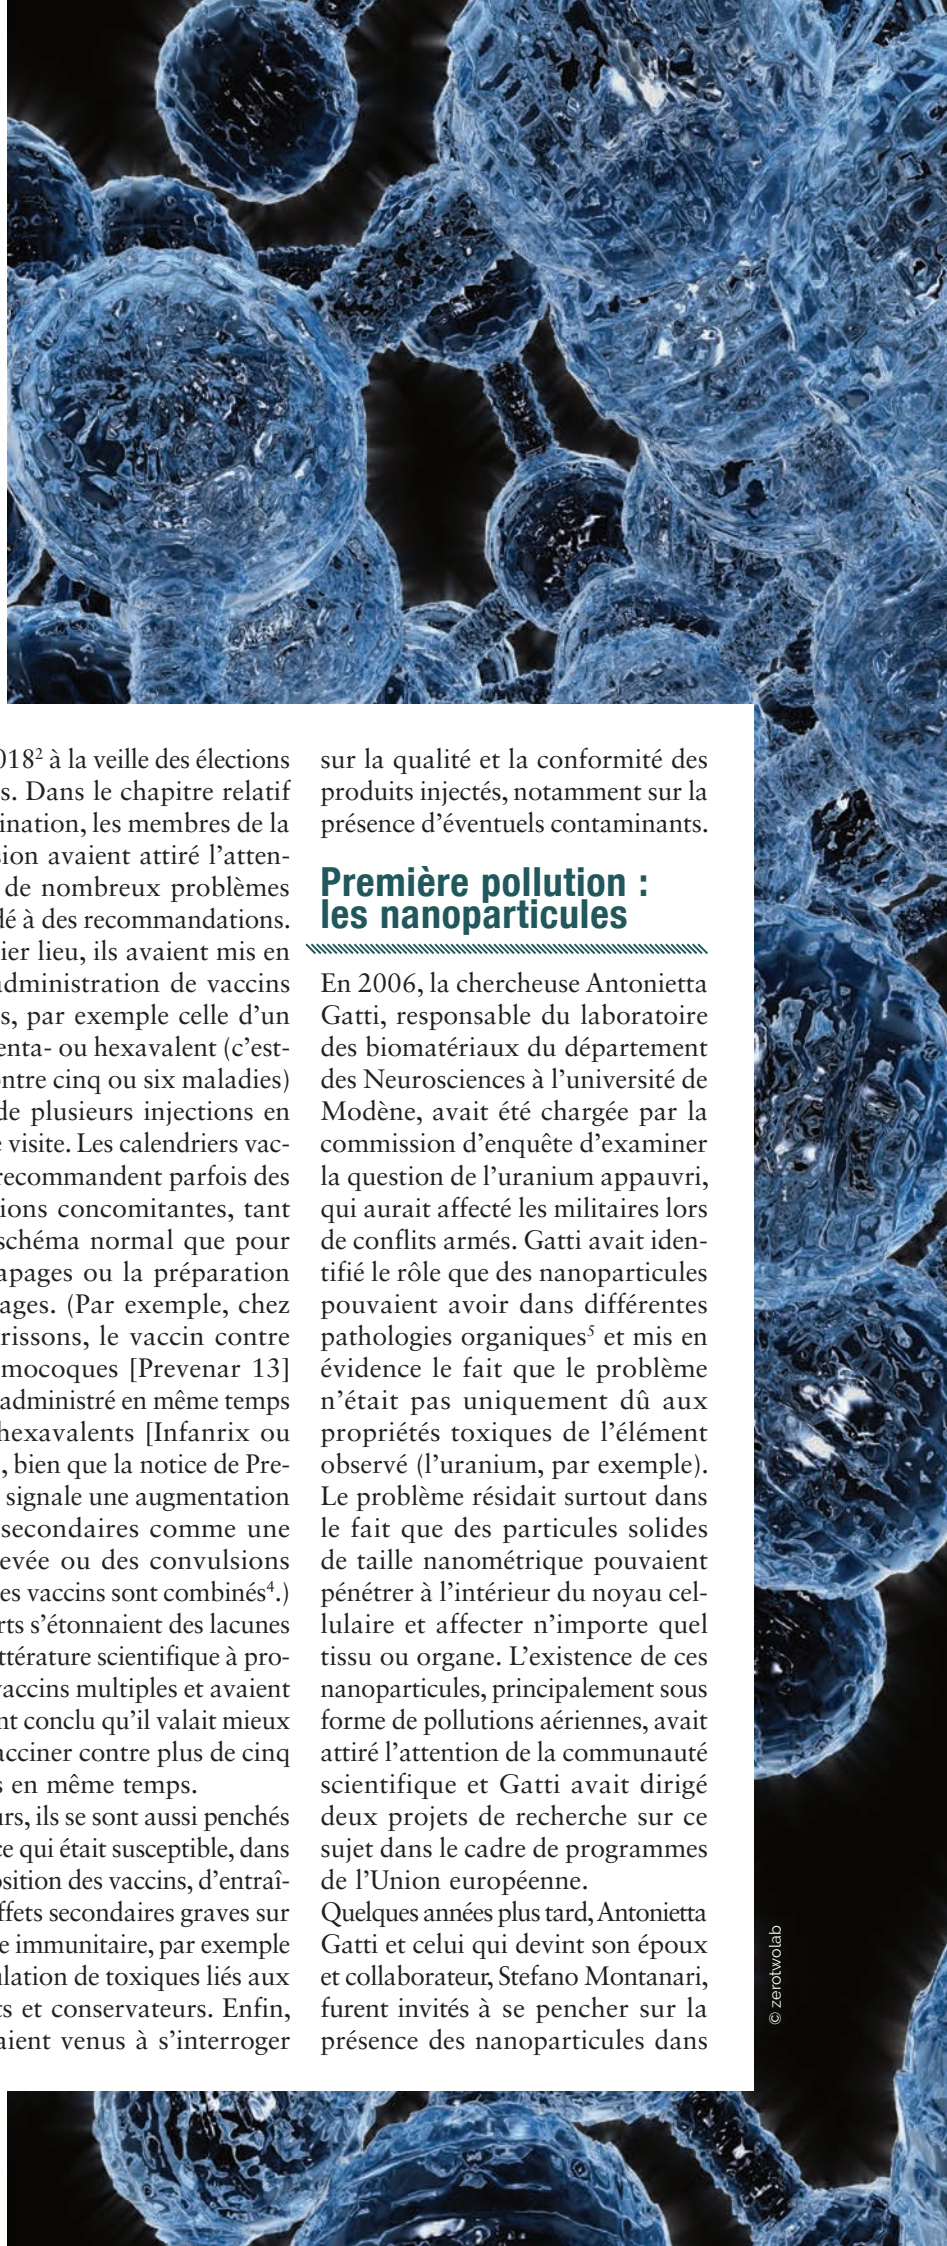 018² à la veille des élections
s. Dans le chapitre relatif
ination, les membres de la
sion avaient attiré l’atten-
de nombreux problèmes
dé à des recommandations.
ier lieu, ils avaient mis en
administration de vaccins
s, par exemple celle d’un
enta- ou hexavalent (c’est-
ontre cinq ou six maladies)
de plusieurs injections en
e visite. Les calendriers vac-
recommandent parfois des
tions concomitantes, tant
schéma normal que pour
apages ou la préparation
ages. (Par exemple, chez
rissons, le vaccin contre
mocoques [Prevenar 13]
administré en même temps
hexavalents [Infanrix ou
, bien que la notice de Pre-
signale une augmentation
secondaires comme une
evée ou des convulsions
es vaccins sont combinés⁴.)
rts s’étonnaient des lacunes
ttérature scientifique à pro-
vaccins multiples et avaient
nt conclu qu’il valait mieux
acciner contre plus de cinq
s en même temps.
urs, ils se sont aussi penchés
ce qui était susceptible, dans
osition des vaccins, d’entraî-
ffets secondaires graves sur
e immunitaire, par exemple
ulation de toxiques liés aux
ts et conservateurs. Enfin,
aient venus à s’interroger
sur la qualité et la conformité des
produits injectés, notamment sur la
présence d’éventuels contaminants.
Première pollution :
les nanoparticules
En 2006, la chercheuse Antonietta
Gatti, responsable du laboratoire
des biomatériaux du département
des Neurosciences à l’université de
Modène, avait été chargée par la
commission d’enquête d’examiner
la question de l’uranium appauvri,
qui aurait affecté les militaires lors
de conflits armés. Gatti avait iden-
tifié le rôle que des nanoparticules
pouvaient avoir dans différentes
pathologies organiques⁵ et mis en
évidence le fait que le problème
n’était pas uniquement dû aux
propriétés toxiques de l’élément
observé (l’uranium, par exemple).
Le problème résidait surtout dans
le fait que des particules solides
de taille nanométrique pouvaient
pénétrer à l’intérieur du noyau cel-
lulaire et affecter n’importe quel
tissu ou organe. L’existence de ces
nanoparticules, principalement sous
forme de pollutions aériennes, avait
attiré l’attention de la communauté
scientifique et Gatti avait dirigé
deux projets de recherche sur ce
sujet dans le cadre de programmes
de l’Union européenne.
Quelques années plus tard, Antonietta
Gatti et celui qui devint son époux
et collaborateur, Stefano Montanari,
furent invités à se pencher sur la
présence des nanoparticules dans
© zerotwolab